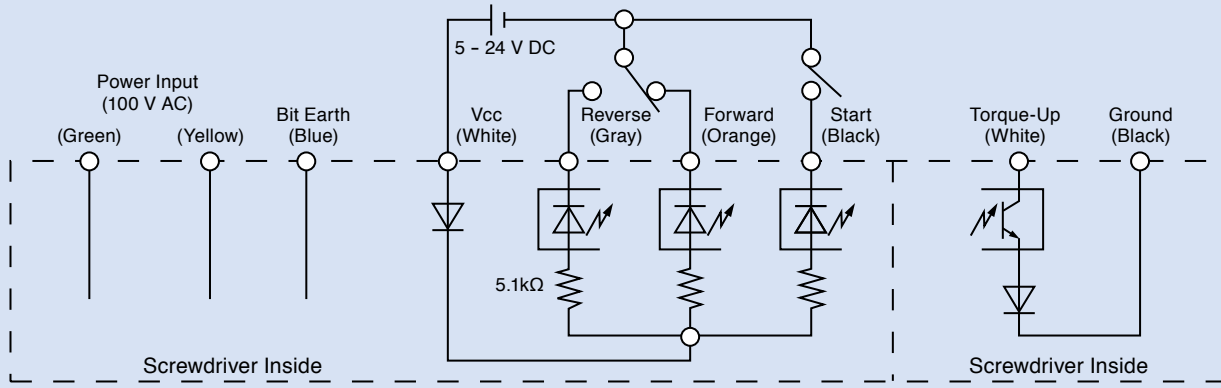 5 – 24 V DC
Power Input
(100 V AC)
(Green)
(Yellow)
Bit Earth
(Blue)
Vcc
(White)
Reverse
(Gray)
Forward
(Orange)
Start
(Black)
Torque-Up
(White)
Ground
(Black)
5.1kΩ
Screwdriver Inside
Screwdriver Inside